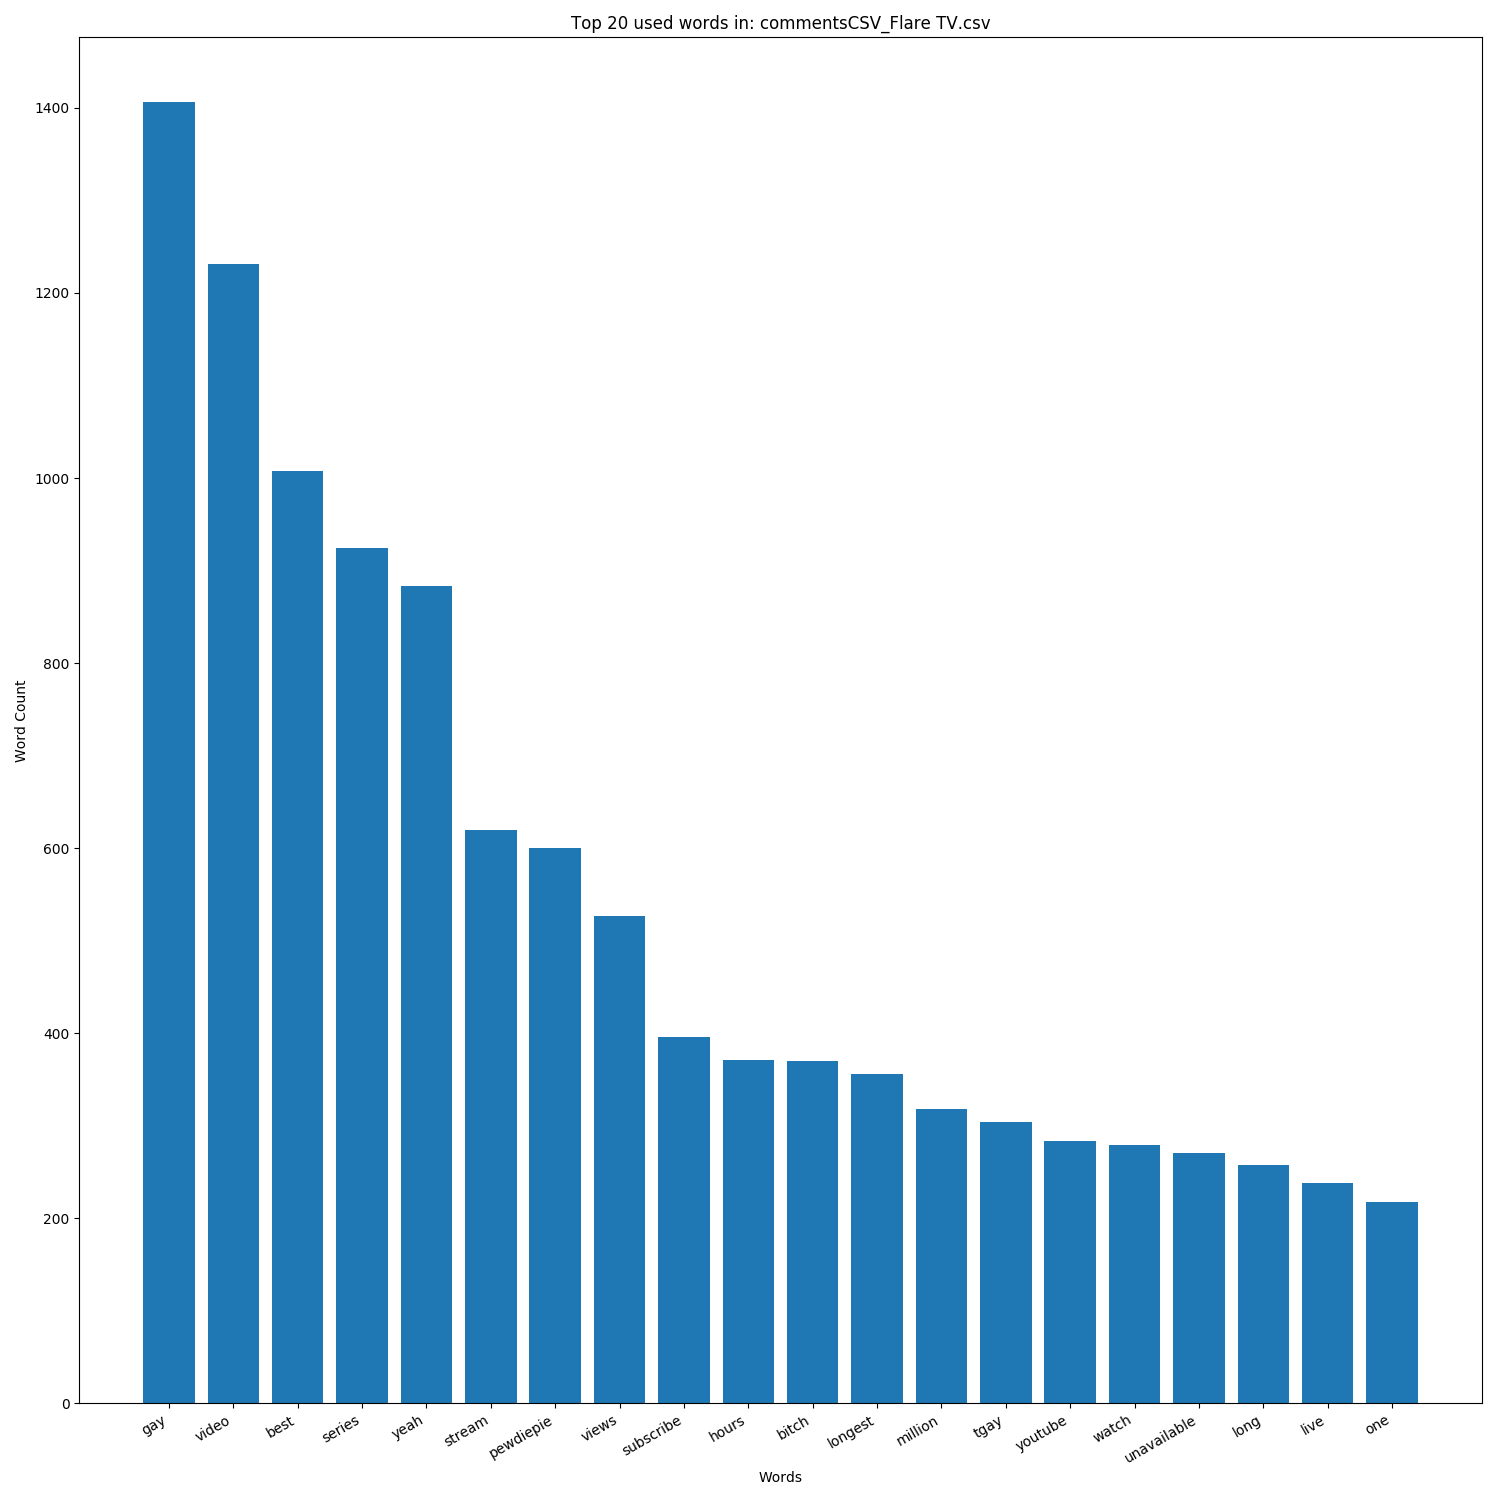 Top 20 used words in: commentsCSV_Flare TV.csv
1400
1200
1000
800
600
400
200
0
Word Count
gay
video
best
series
yeah
stream
pewdiepie
views
subscribe
hours
bitch
longest
million
tgay
youtube
watch
unavailable
long
live
one
Words